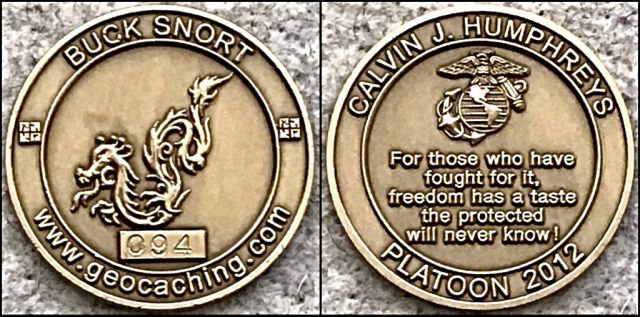 BUCK SNORT
094
www.geocaching.com
CALVIN J. HUMPHREYS
For those who have
fought for it,
freedom has a taste
the protected
will never know!
PLATOON 2012